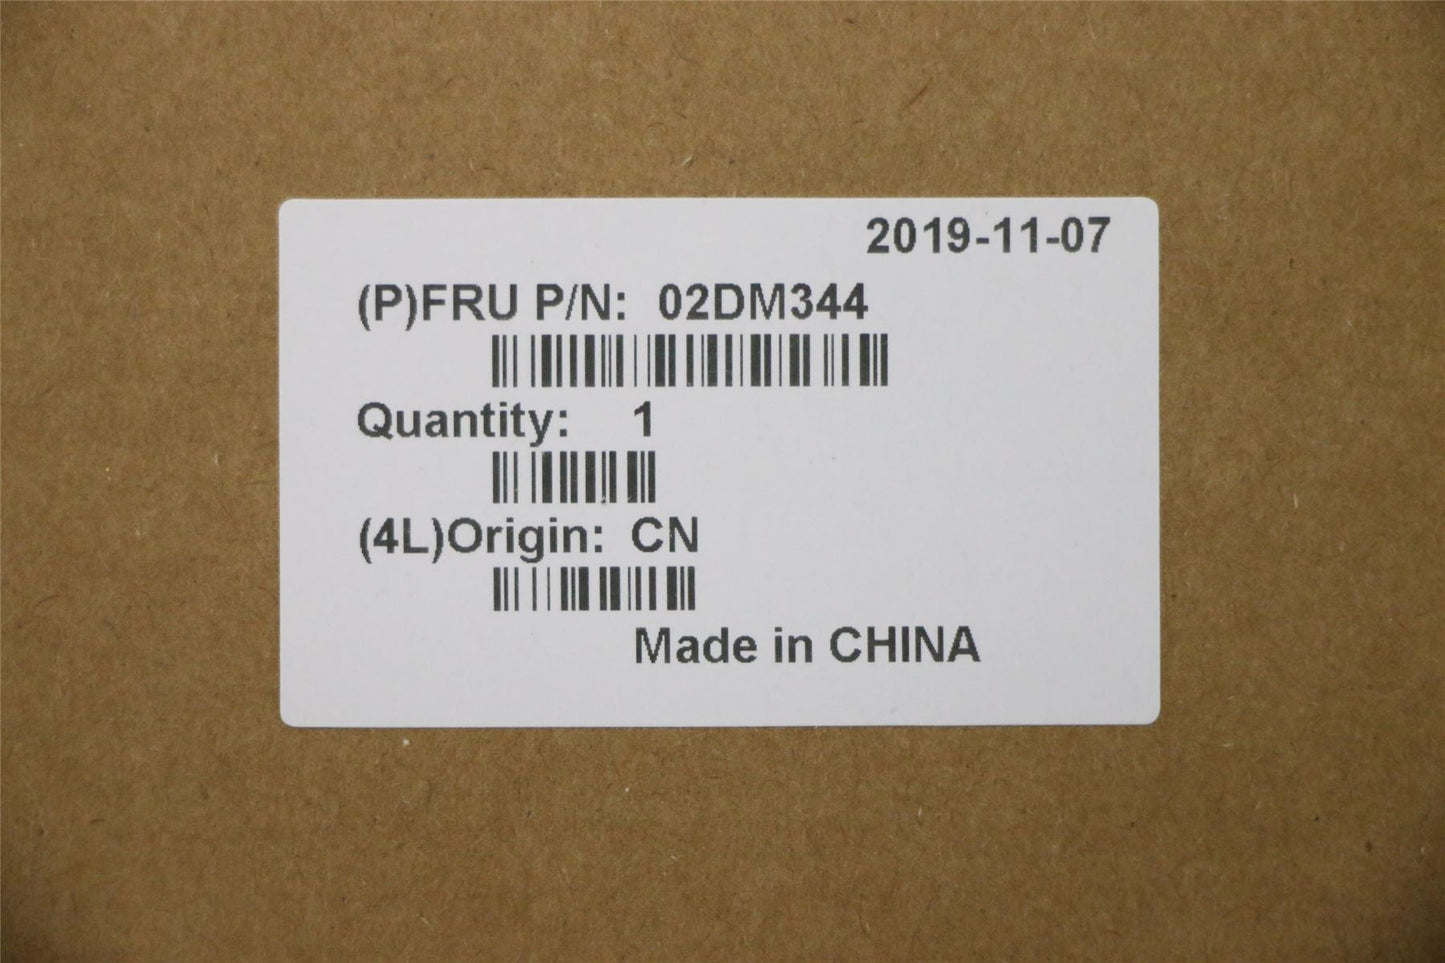 2019-11-07
(P)FRU P/N: 02DM344
Quantity: 1
(4L)Origin: CN
Made in CHINA